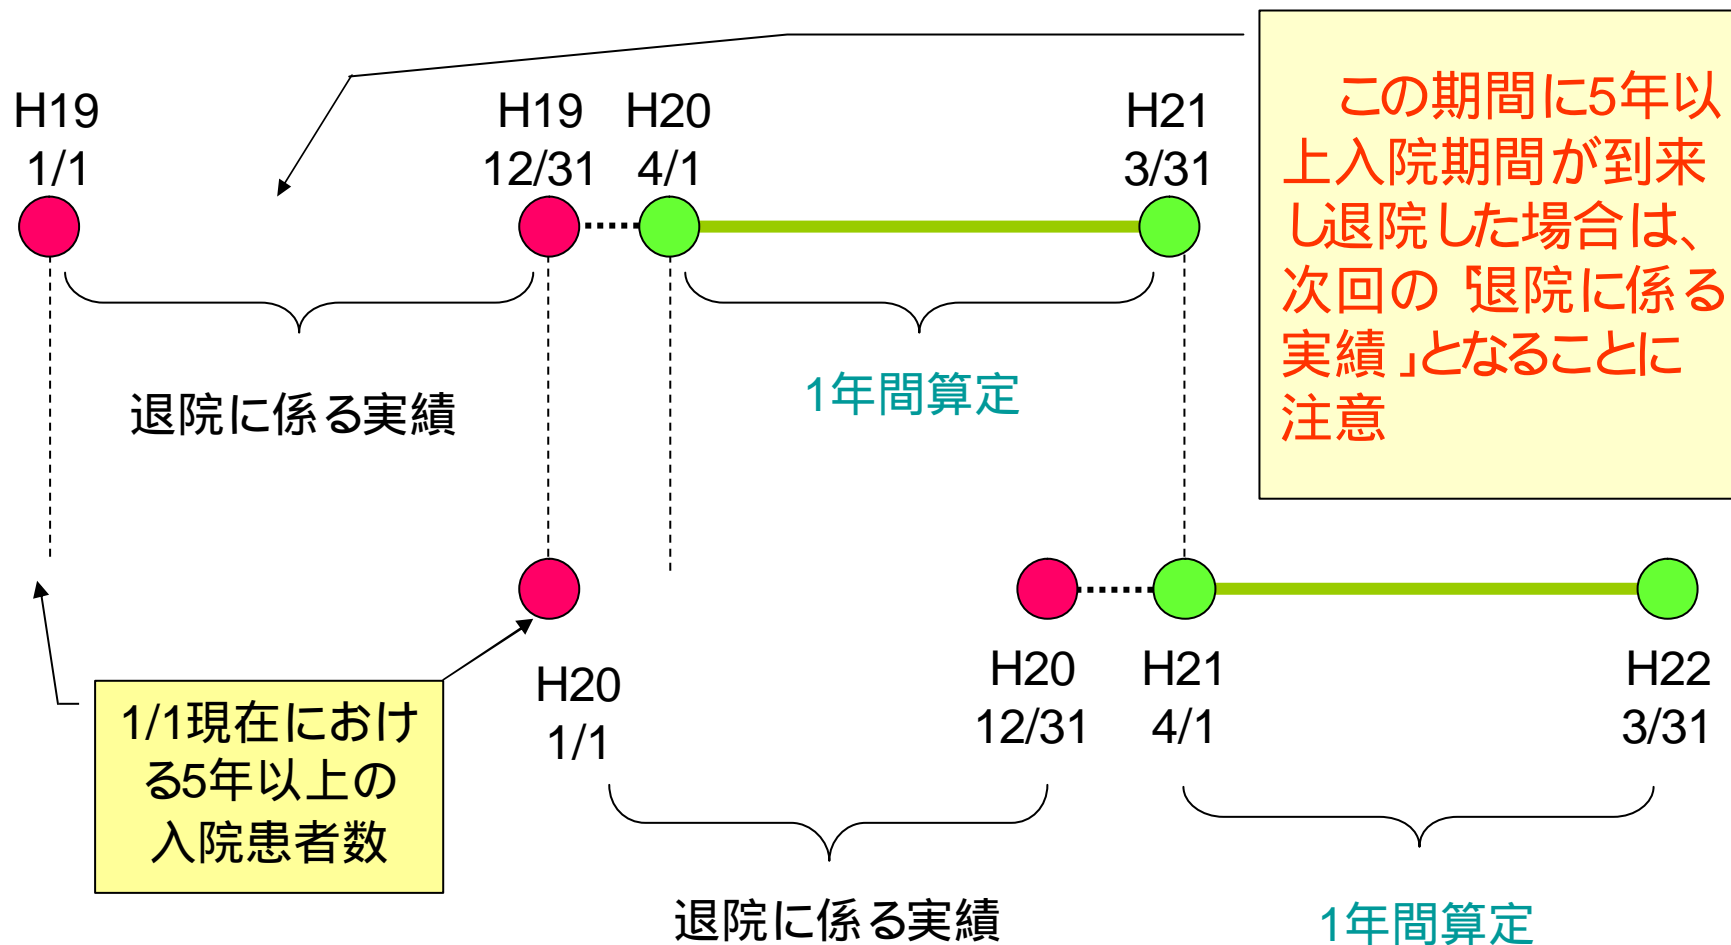 H19
1/1
H19
12/31
H20
4/1
H21
3/31
この期間に5年以
上入院期間が到来
し退院した場合は、
次回の「退院に係る
実績」となることに
注意
退院に係る実績
1年間算定
1/1現在におけ
る5年以上の
入院患者数
H20
1/1
H20
12/31
H21
4/1
H22
3/31
退院に係る実績
1年間算定